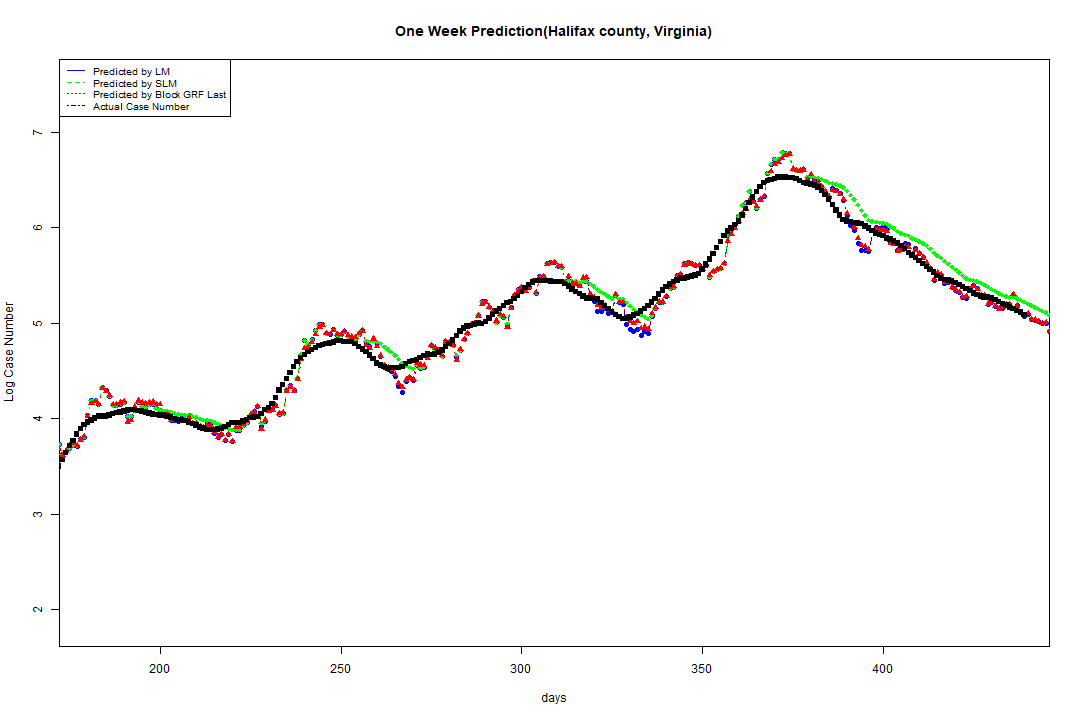 One Week Prediction(Halifax county, Virginia)
Predicted by LM
Predicted by SLM
Predicted by Block GRF Last
Actual Case Number
Log Case Number
7
6
5
4
3
2
200 250 300 350 400
days